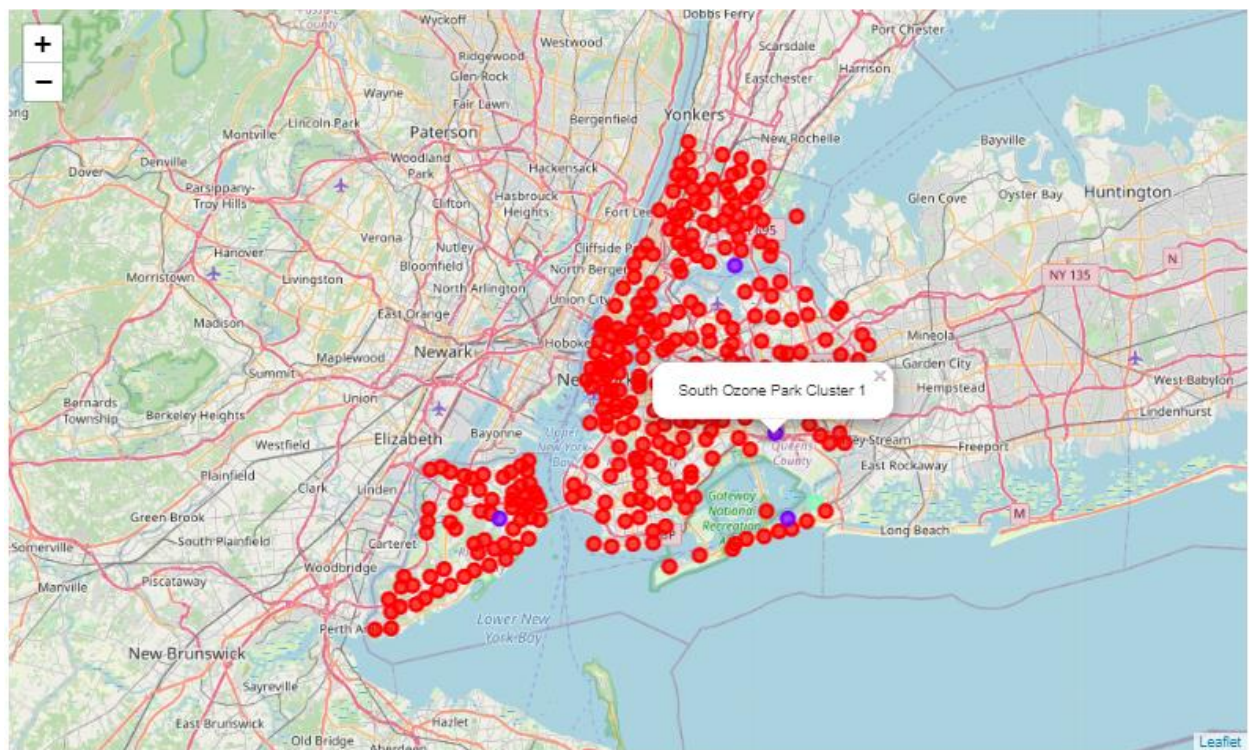 Wyckoff
Dobbs Ferry
Port Chester
+
−
Westwood
Scarsdale
Ridgewood
Glen Rock
Eastchester
Harrison
Wayne
Fair Lawn
Bergenfield
Yonkers
Lincoln Park
Montville
Paterson
New Rochelle
Bayville
Denville
Dover
Woodland
Park
Hackensack
Parsippany-
Troy Hills
Hasbrouck
Heights
Clifton
Fort Lee
Glen Cove
Oyster Bay
Huntington
Verona
Nutley
Cliffside
Hanover
Bloomfield
North Bergen
N
Morristown
Livingston
North Arlington
NY 135
Union City
East Orange
Madison
Mineola
Maplewood
Newark
Garden City
Summit
South Ozone Park Cluster 1
×
Hempstead
West Babylon
Bernards
Township
Berkeley Heights
Union
Lindenhurst
Elizabeth
Bayonne
Upper
New York
Bay
Westfield
Queens
County
Freeport
Plainfield
East Rockaway
Clark
Linden
Gateway
National
Recreation
M
Green Brook
South Plainfield
Carteret
Long Beach
Somerville
Woodbridge
Manville
Piscataway
Lower New
York Bay
Perth
New Brunswick
Sayreville
East Brunswick
Hazlet
Old Bridge
Aberdeen
Leaflet